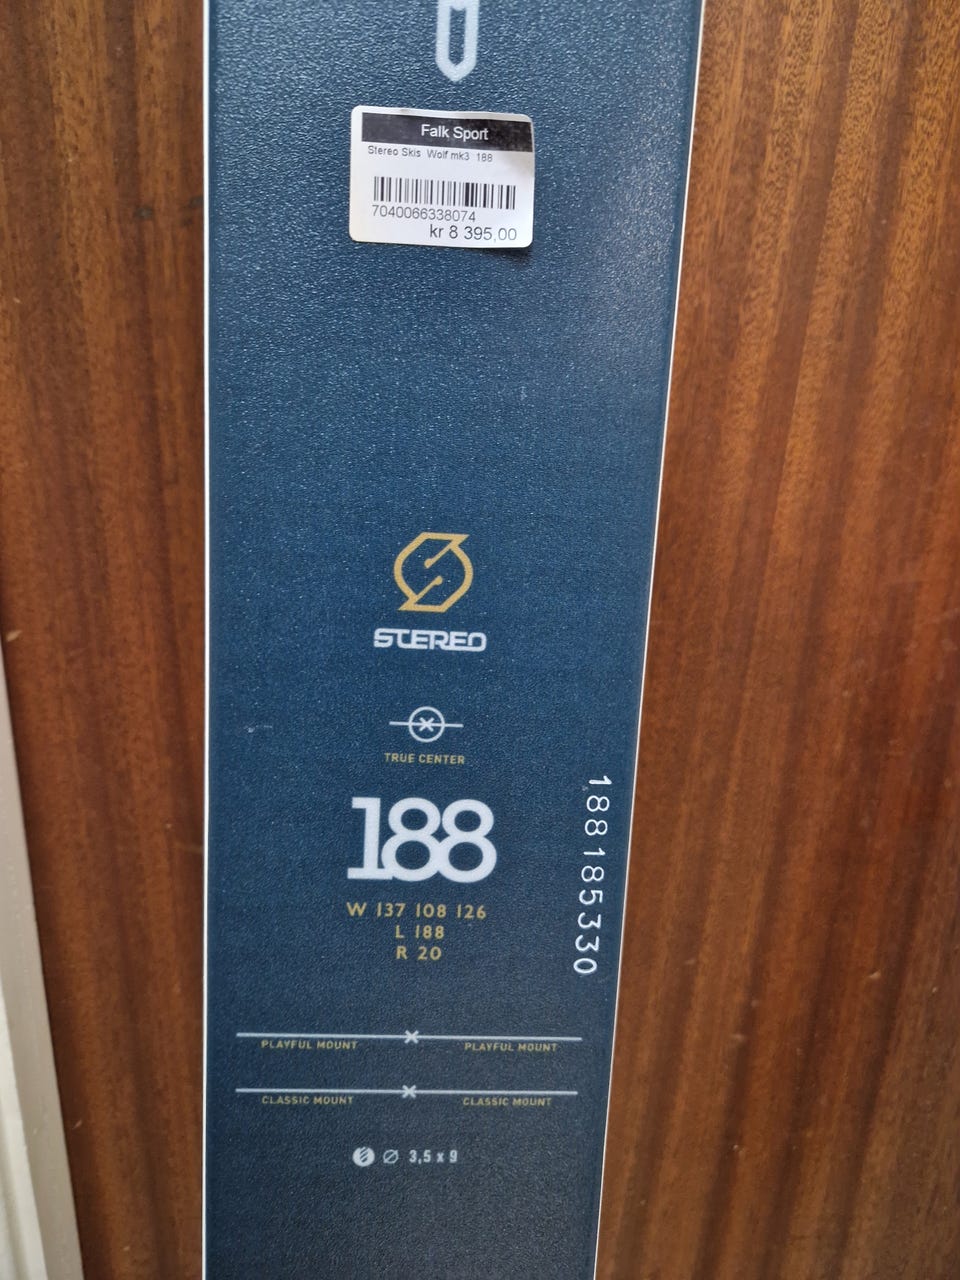 Falk Sport
Stereo Skis Wolf mk3 188
7040066338074
kr 8 395,00
STEREO
TRUE CENTER
188
W 137 108 126
L 188
R 20
188185330
PLAYFUL MOUNT PLAYFUL MOUNT
CLASSIC MOUNT CLASSIC MOUNT
Ø 3,5 x 9